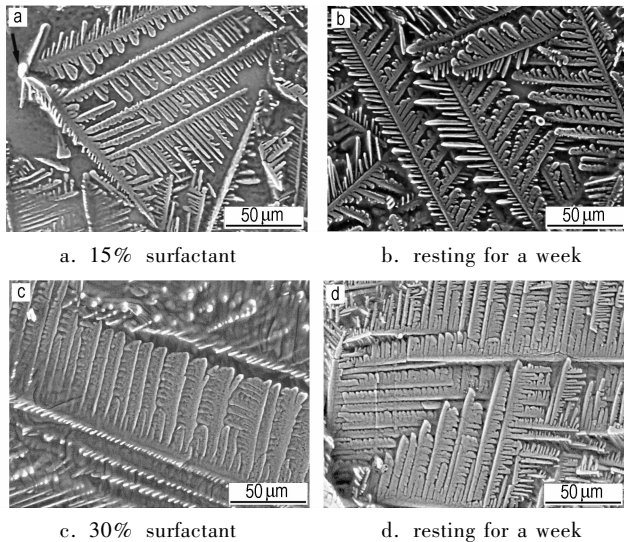 a
b
50 μm
50 μm
a. 15% surfactant
b. resting for a week
c
d
50 μm
50 μm
c. 30% surfactant
d. resting for a week